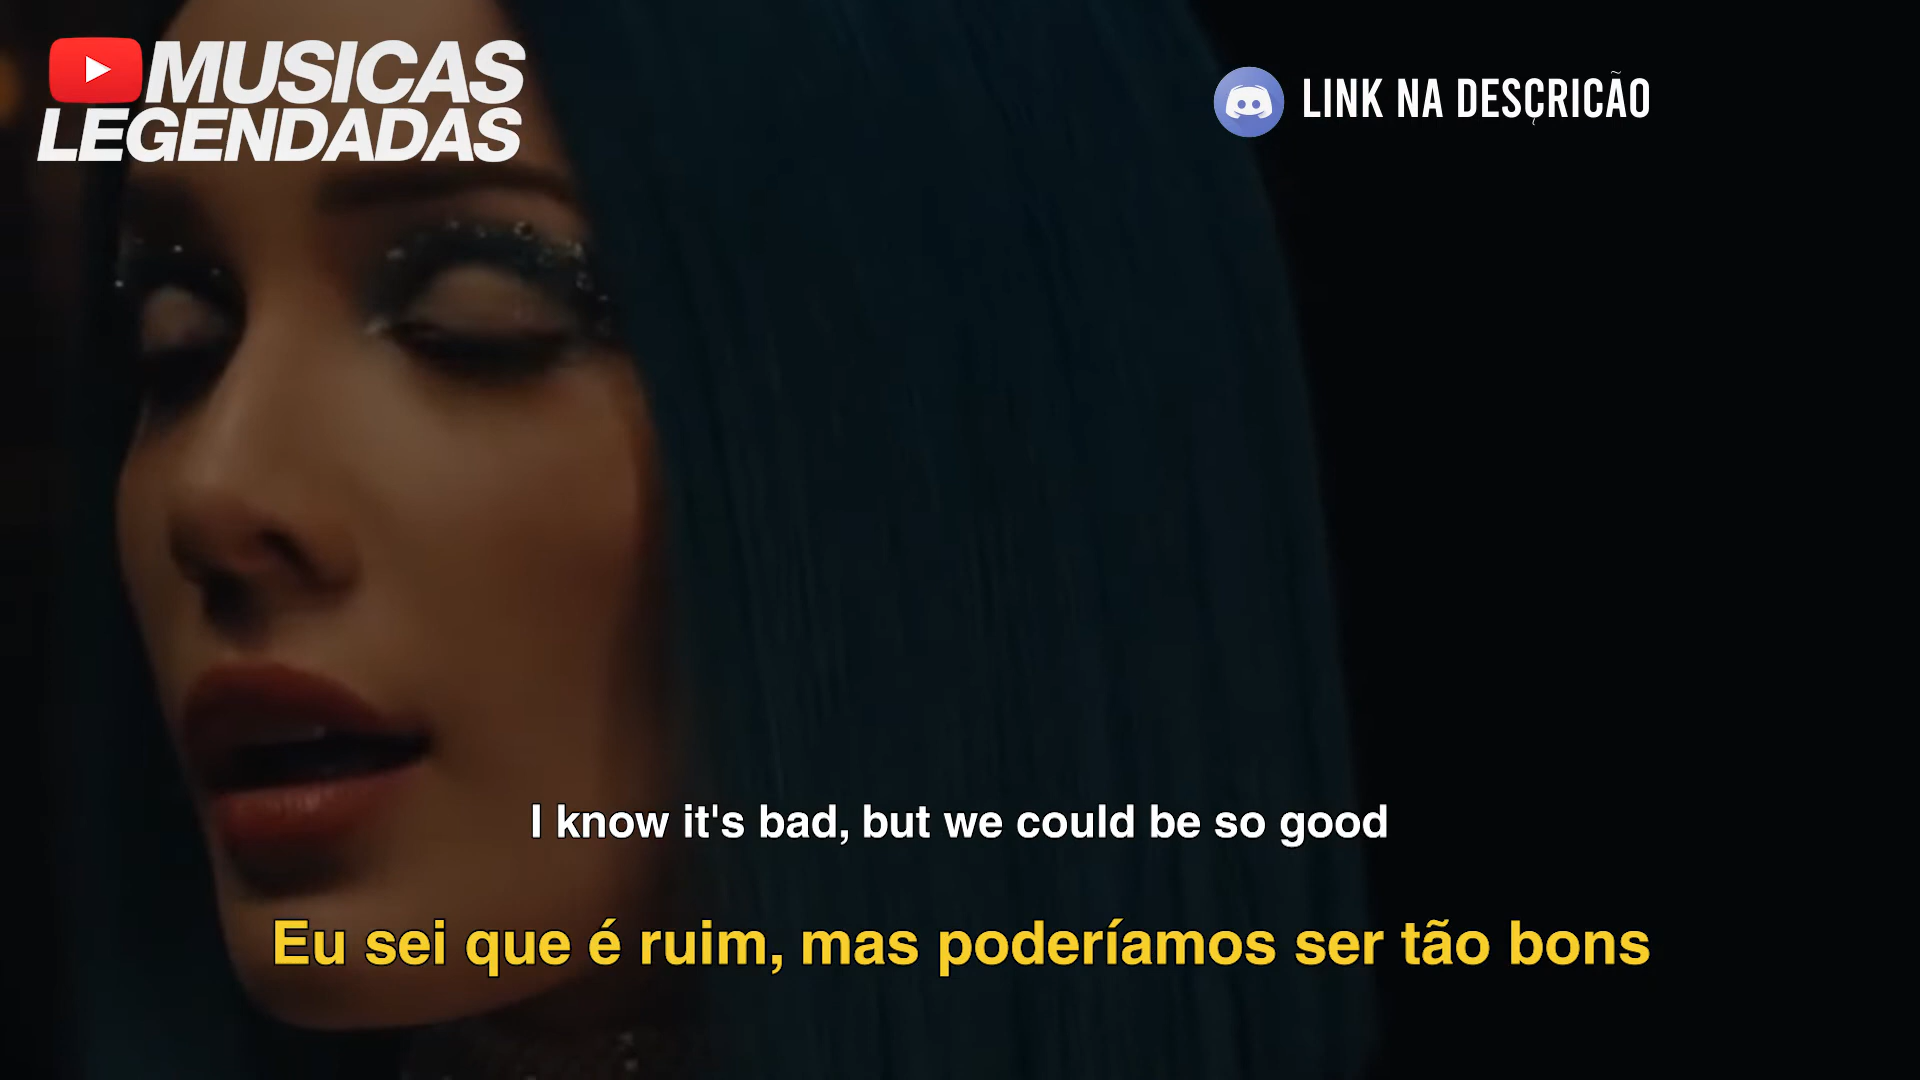 MUSICAS
LEGENDADAS
LINK NA DESCRIÇÃO
I know it's bad, but we could be so good
Eu sei que é ruim, mas poderíamos ser tão bons